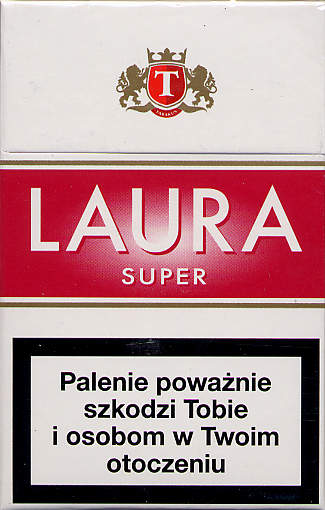 T
LAURA
SUPER
Palenie poważnie
szkodzi Tobie
i osobom w Twoim
otoczeniu